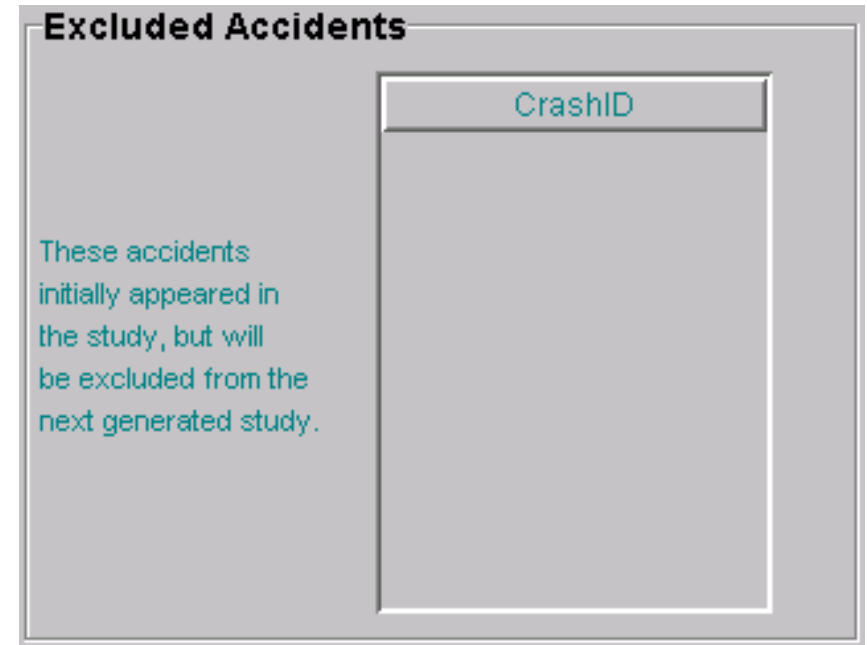 Excluded Accidents
CrashID
These accidents
initially appeared in
the study, but will
be excluded from the
next generated study.